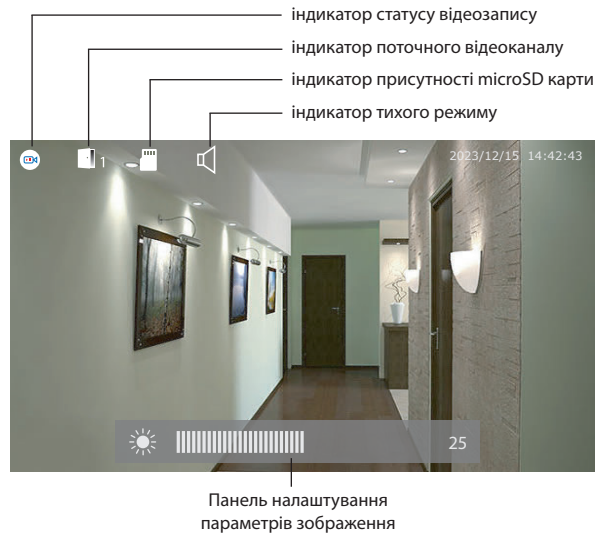 індикатор статусу відеозапису
індикатор поточного відеоканалу
індикатор присутності microSD карти
індикатор тихого режиму
1
2023/12/15 14:42:43
25
Панель налаштування
параметрів зображення